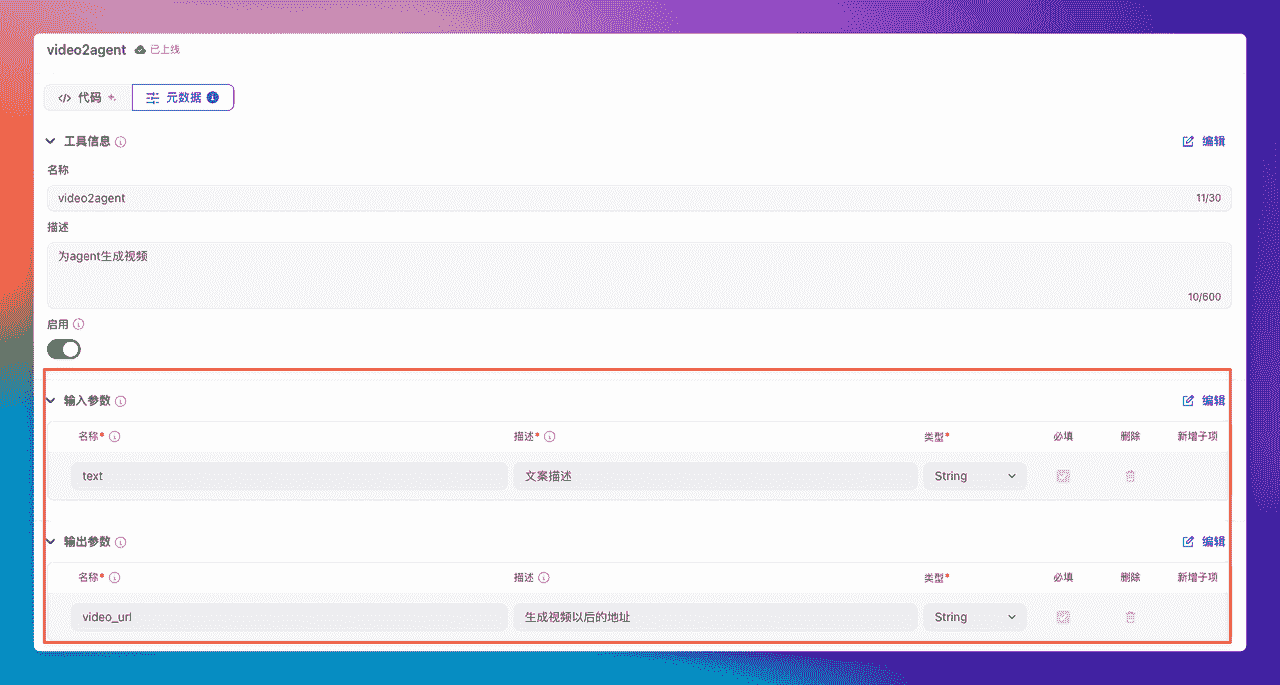 video2agent 已上线
代码 元数据
工具信息 编辑
名称
video2agent 11/30
描述
为agent生成视频
10/600
启用
输入参数 编辑
名称* 描述* 类型* 必填 删除 新增子项
text 文案描述 String
输出参数 编辑
名称* 描述 类型* 必填 删除 新增子项
video_url 生成视频以后的地址 String